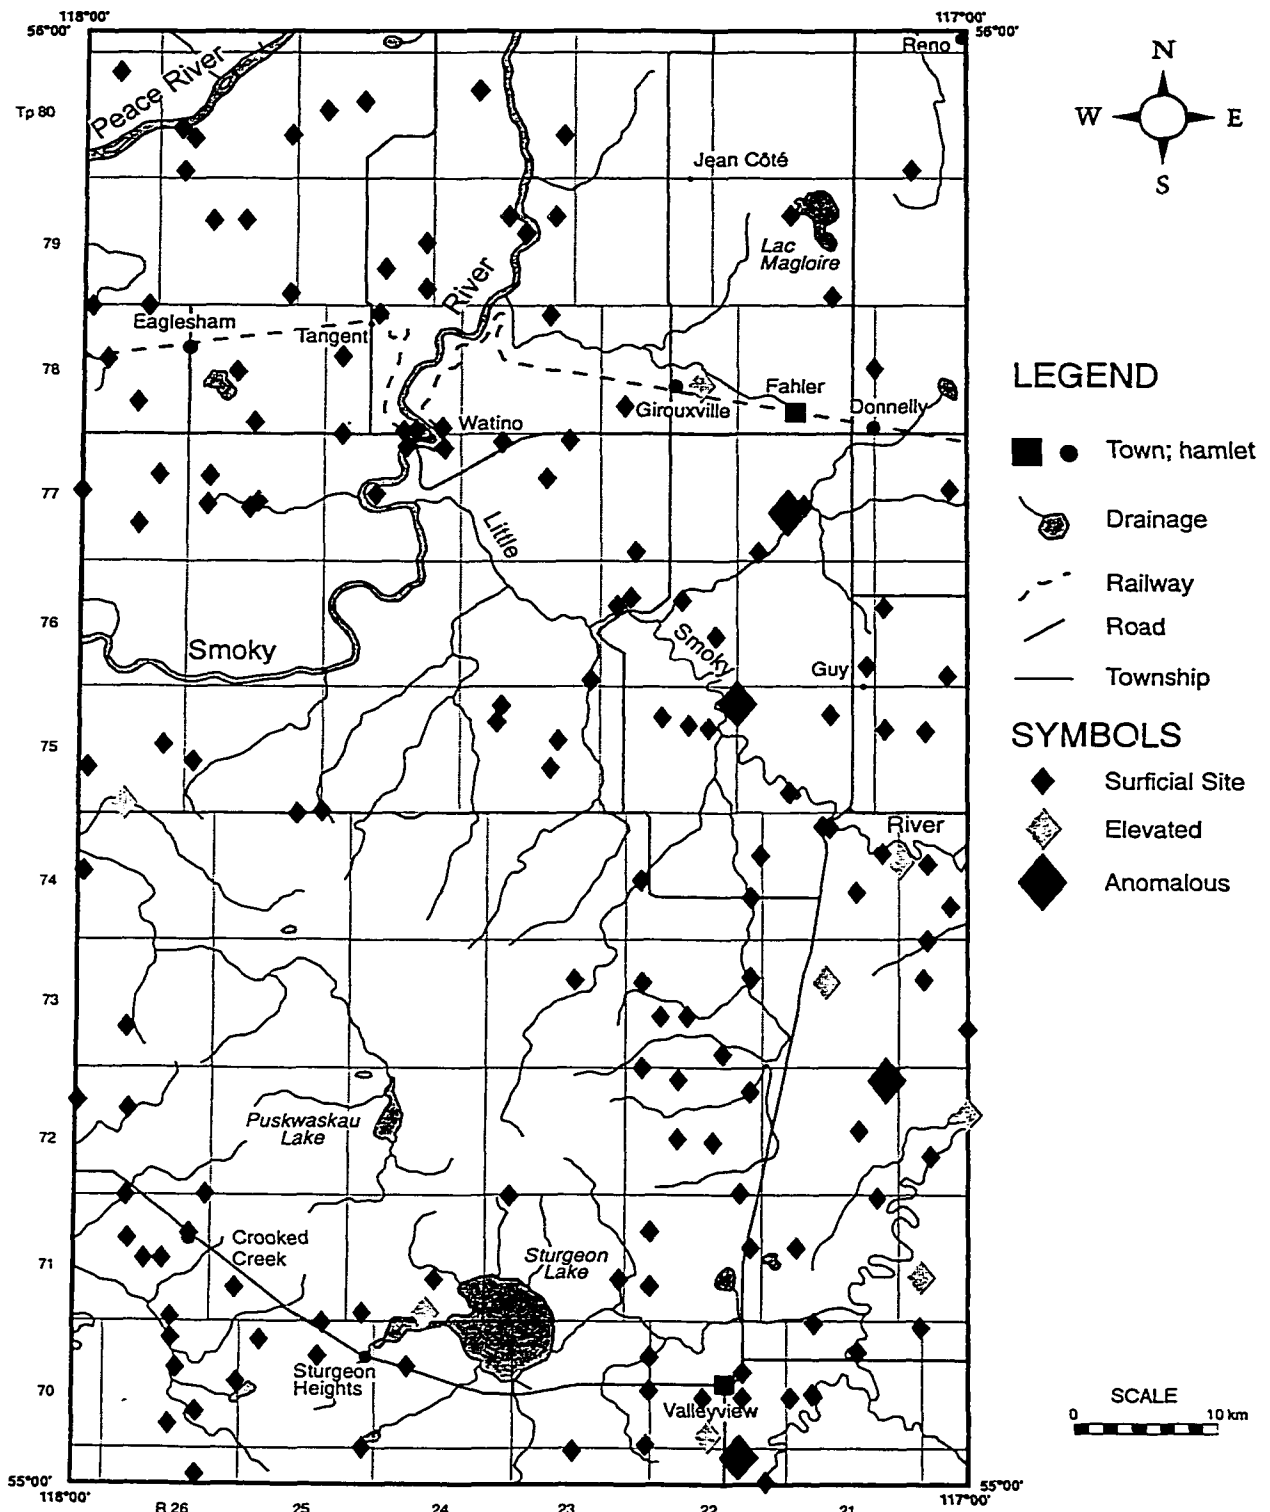 118°00'
117°00'
56°00'
56°00'
Reno
N
W
E
S
Peace River
Tp 80
Jean Côté
79
Lac
Magloire
River
Eaglesham
Tangent
78
Fahler
Girouxville
Donnelly
Watino
77
Little
76
Smoky
Smoky
Guy
75
River
74
73
Puskwaskau
Lake
72
Crooked
Creek
71
Sturgeon
Lake
Sturgeon
Heights
70
Valleyview
55°00'
55°00'
118°00'
117°00'
R 26
25
24
23
22
21
LEGEND
Town; hamlet
Drainage
Railway
Road
Township
SYMBOLS
Surficial Site
Elevated
Anomalous
SCALE
0
10 km